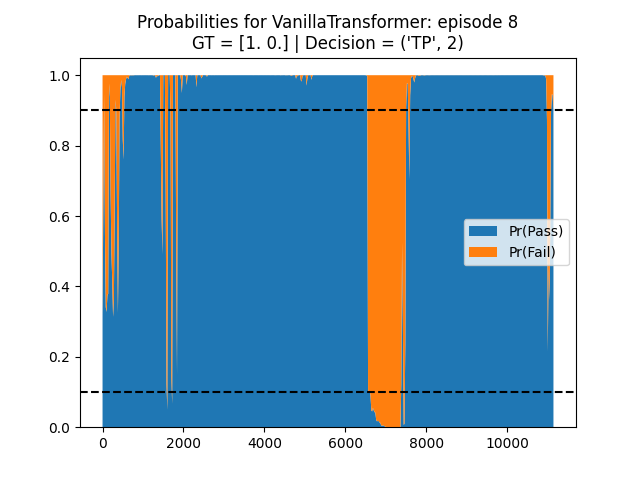 Probabilities for VanillaTransformer: episode 8
GT = [1. 0.] | Decision = ('TP', 2)
1.0
0.8
0.6
0.4
0.2
0.0
Pr(Pass)
Pr(Fail)
0 2000 4000 6000 8000 10000